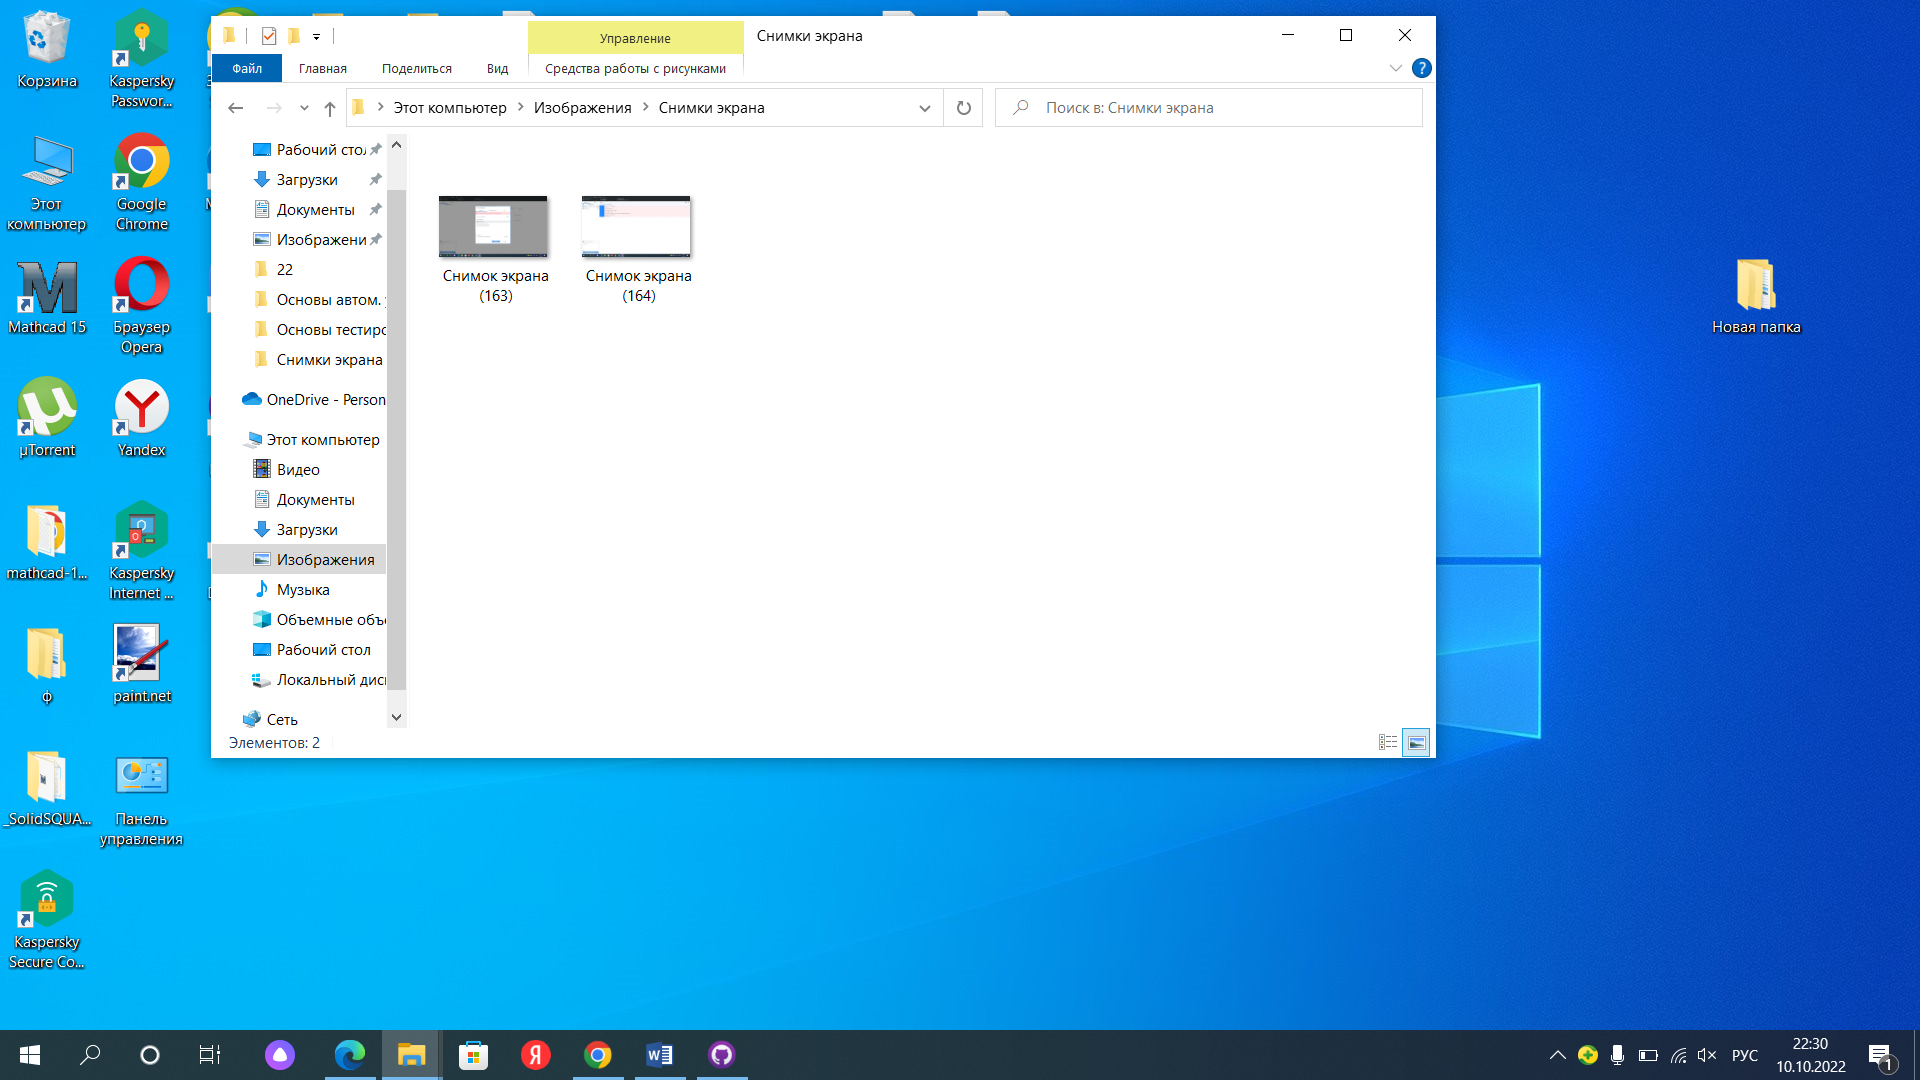 Управление
Снимки экрана
Файл
Главная
Поделиться
Вид
Средства работы с рисунками
Этот компьютер
Изображения
Снимки экрана
Поиск в: Снимки экрана
Рабочий стол
Загрузки
Документы
Изображени
22
Основы автом.
Основы тестиро
Снимки экрана
OneDrive - Person
Этот компьютер
Видео
Документы
Загрузки
Изображения
Музыка
Объемные объ
Рабочий стол
Локальный дис
Сеть
Снимок экрана
(163)
Снимок экрана
(164)
Элементов: 2
Корзина
Kaspersky
Passwor...
Этот
компьютер
Google
Chrome
Mathcad 15
Браузер
Opera
µTorrent
Yandex
mathcad-1...
Kaspersky
Internet ...
ф
paint.net
_SolidSQUA...
Панель
управления
Kaspersky
Secure Co...
Новая папка
РУС
22:30
10.10.2022
1